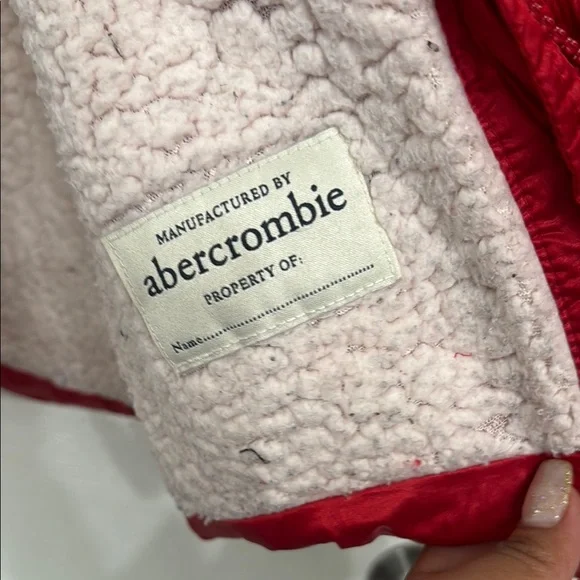 MANUFACTURED BY
abercrombie
PROPERTY OF:
Name......................................